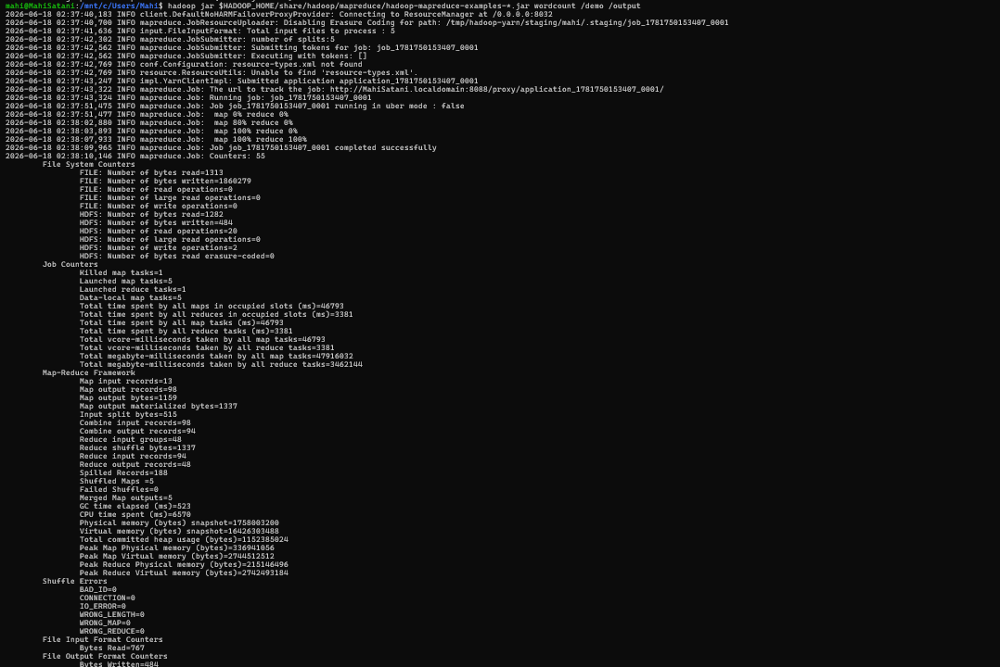 mahi@MahiSatani:/mnt/c/Users/Mahi$ hadoop jar $HADOOP_HOME/share/hadoop/mapreduce/hadoop-mapreduce-examples-*.jar wordcount /demo /output
2026-06-18 02:37:40,183 INFO client.DefaultNoHARMFailoverProxyProvider: Connecting to ResourceManager at /0.0.0.0:8032
2026-06-18 02:37:40,700 INFO mapreduce.JobResourceUploader: Disabling Erasure Coding for path: /tmp/hadoop-yarn/staging/mahi/.staging/job_1781750153407_0001
2026-06-18 02:37:41,636 INFO input.FileInputFormat: Total input files to process : 5
2026-06-18 02:37:42,302 INFO mapreduce.JobSubmitter: number of splits:5
2026-06-18 02:37:42,562 INFO mapreduce.JobSubmitter: Submitting tokens for job: job_1781750153407_0001
2026-06-18 02:37:42,562 INFO mapreduce.JobSubmitter: Executing with tokens: []
2026-06-18 02:37:42,769 INFO conf.Configuration: resource-types.xml not found
2026-06-18 02:37:42,769 INFO resource.ResourceUtils: Unable to find 'resource-types.xml'.
2026-06-18 02:37:43,247 INFO impl.YarnClientImpl: Submitted application application_1781750153407_0001
2026-06-18 02:37:43,322 INFO mapreduce.Job: The url to track the job: http://MahiSatani.localdomain:8088/proxy/application_1781750153407_0001/
2026-06-18 02:37:43,324 INFO mapreduce.Job: Running job: job_1781750153407_0001
2026-06-18 02:37:51,475 INFO mapreduce.Job: Job job_1781750153407_0001 running in uber mode : false
2026-06-18 02:37:51,477 INFO mapreduce.Job:  map 0% reduce 0%
2026-06-18 02:38:02,880 INFO mapreduce.Job:  map 80% reduce 0%
2026-06-18 02:38:03,893 INFO mapreduce.Job:  map 100% reduce 0%
2026-06-18 02:38:07,933 INFO mapreduce.Job:  map 100% reduce 100%
2026-06-18 02:38:09,965 INFO mapreduce.Job: Job job_1781750153407_0001 completed successfully
2026-06-18 02:38:10,146 INFO mapreduce.Job: Counters: 55
File System Counters
FILE: Number of bytes read=1313
FILE: Number of bytes written=1860279
FILE: Number of read operations=0
FILE: Number of large read operations=0
FILE: Number of write operations=0
HDFS: Number of bytes read=1282
HDFS: Number of bytes written=484
HDFS: Number of read operations=20
HDFS: Number of large read operations=0
HDFS: Number of write operations=2
HDFS: Number of bytes read erasure-coded=0
Job Counters
Killed map tasks=1
Launched map tasks=5
Launched reduce tasks=1
Data-local map tasks=5
Total time spent by all maps in occupied slots (ms)=46793
Total time spent by all reduces in occupied slots (ms)=3381
Total time spent by all map tasks (ms)=46793
Total time spent by all reduce tasks (ms)=3381
Total vcore-milliseconds taken by all map tasks=46793
Total vcore-milliseconds taken by all reduce tasks=3381
Total megabyte-milliseconds taken by all map tasks=47916032
Total megabyte-milliseconds taken by all reduce tasks=3462144
Map-Reduce Framework
Map input records=13
Map output records=98
Map output bytes=1159
Map output materialized bytes=1337
Input split bytes=515
Combine input records=98
Combine output records=94
Reduce input groups=48
Reduce shuffle bytes=1337
Reduce input records=94
Reduce output records=48
Spilled Records=188
Shuffled Maps =5
Failed Shuffles=0
Merged Map outputs=5
GC time elapsed (ms)=523
CPU time spent (ms)=6570
Physical memory (bytes) snapshot=1758003200
Virtual memory (bytes) snapshot=16426303488
Total committed heap usage (bytes)=1152385024
Peak Map Physical memory (bytes)=336941056
Peak Map Virtual memory (bytes)=2744512512
Peak Reduce Physical memory (bytes)=215146496
Peak Reduce Virtual memory (bytes)=2742493184
Shuffle Errors
BAD_ID=0
CONNECTION=0
IO_ERROR=0
WRONG_LENGTH=0
WRONG_MAP=0
WRONG_REDUCE=0
File Input Format Counters
Bytes Read=767
File Output Format Counters
Bytes Written=484